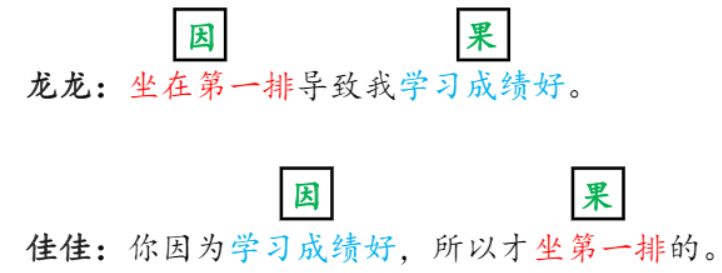 因 果
龙龙：坐在第一排导致我学习成绩好。
因 果
佳佳：你因为学习成绩好，所以才坐第一排的。